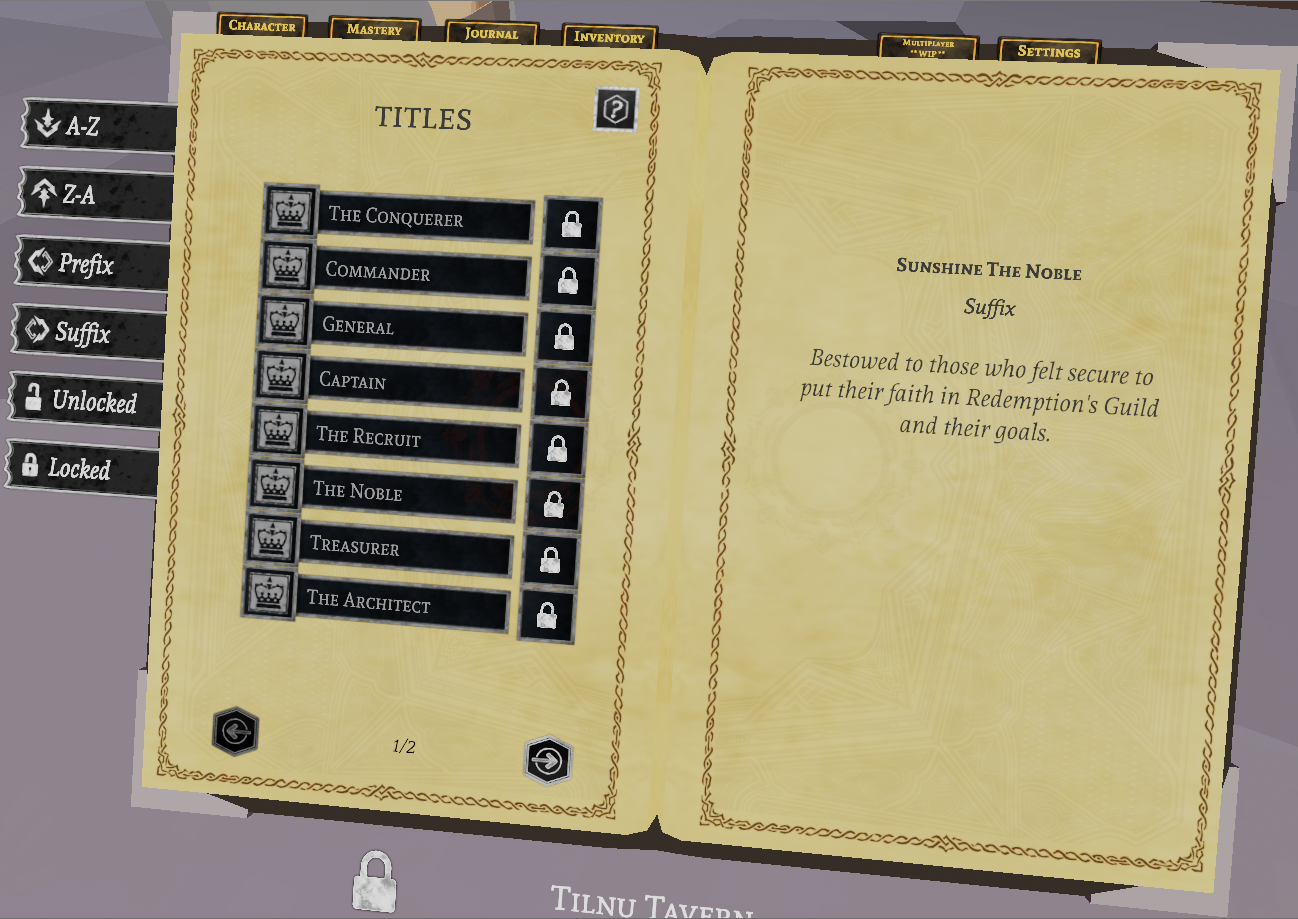 CHARACTER
MASTERY
JOURNAL
INVENTORY
MULTIPLAYER
**WIP**
SETTINGS
A-Z
Z-A
Prefix
Suffix
Unlocked
Locked
TITLES
?
THE CONQUERER
COMMANDER
GENERAL
CAPTAIN
THE RECRUIT
THE NOBLE
TREASURER
THE ARCHITECT
1/2
SUNSHINE THE NOBLE
Suffix
Bestowed to those who felt secure to
put their faith in Redemption's Guild
and their goals.
TILNU TAVERN